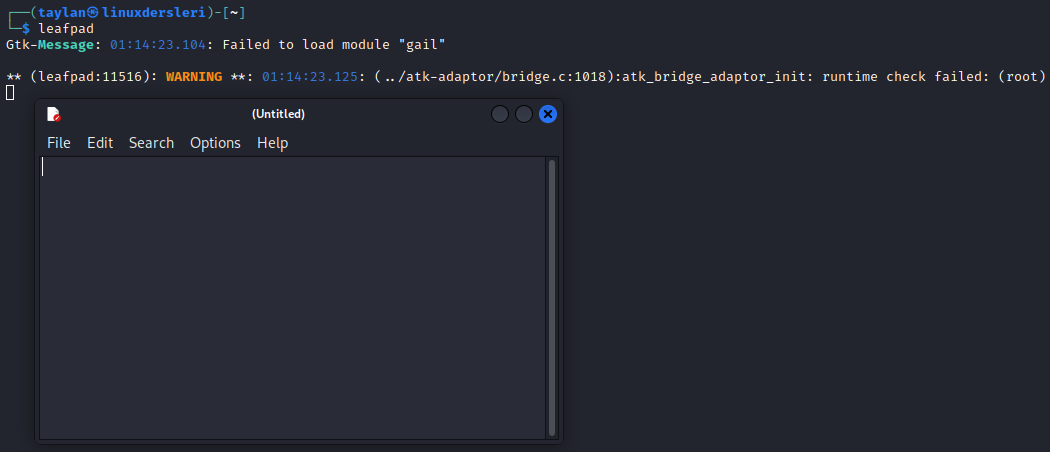 ┌──(taylan㉿linuxdersleri)-[~]
└─$ leafpad
Gtk-Message: 01:14:23.104: Failed to load module "gail"
** (leafpad:11516): WARNING **: 01:14:23.125: (../atk-adaptor/bridge.c:1018):atk_bridge_adaptor_init: runtime check failed: (root)
(Untitled)
File Edit Search Options Help